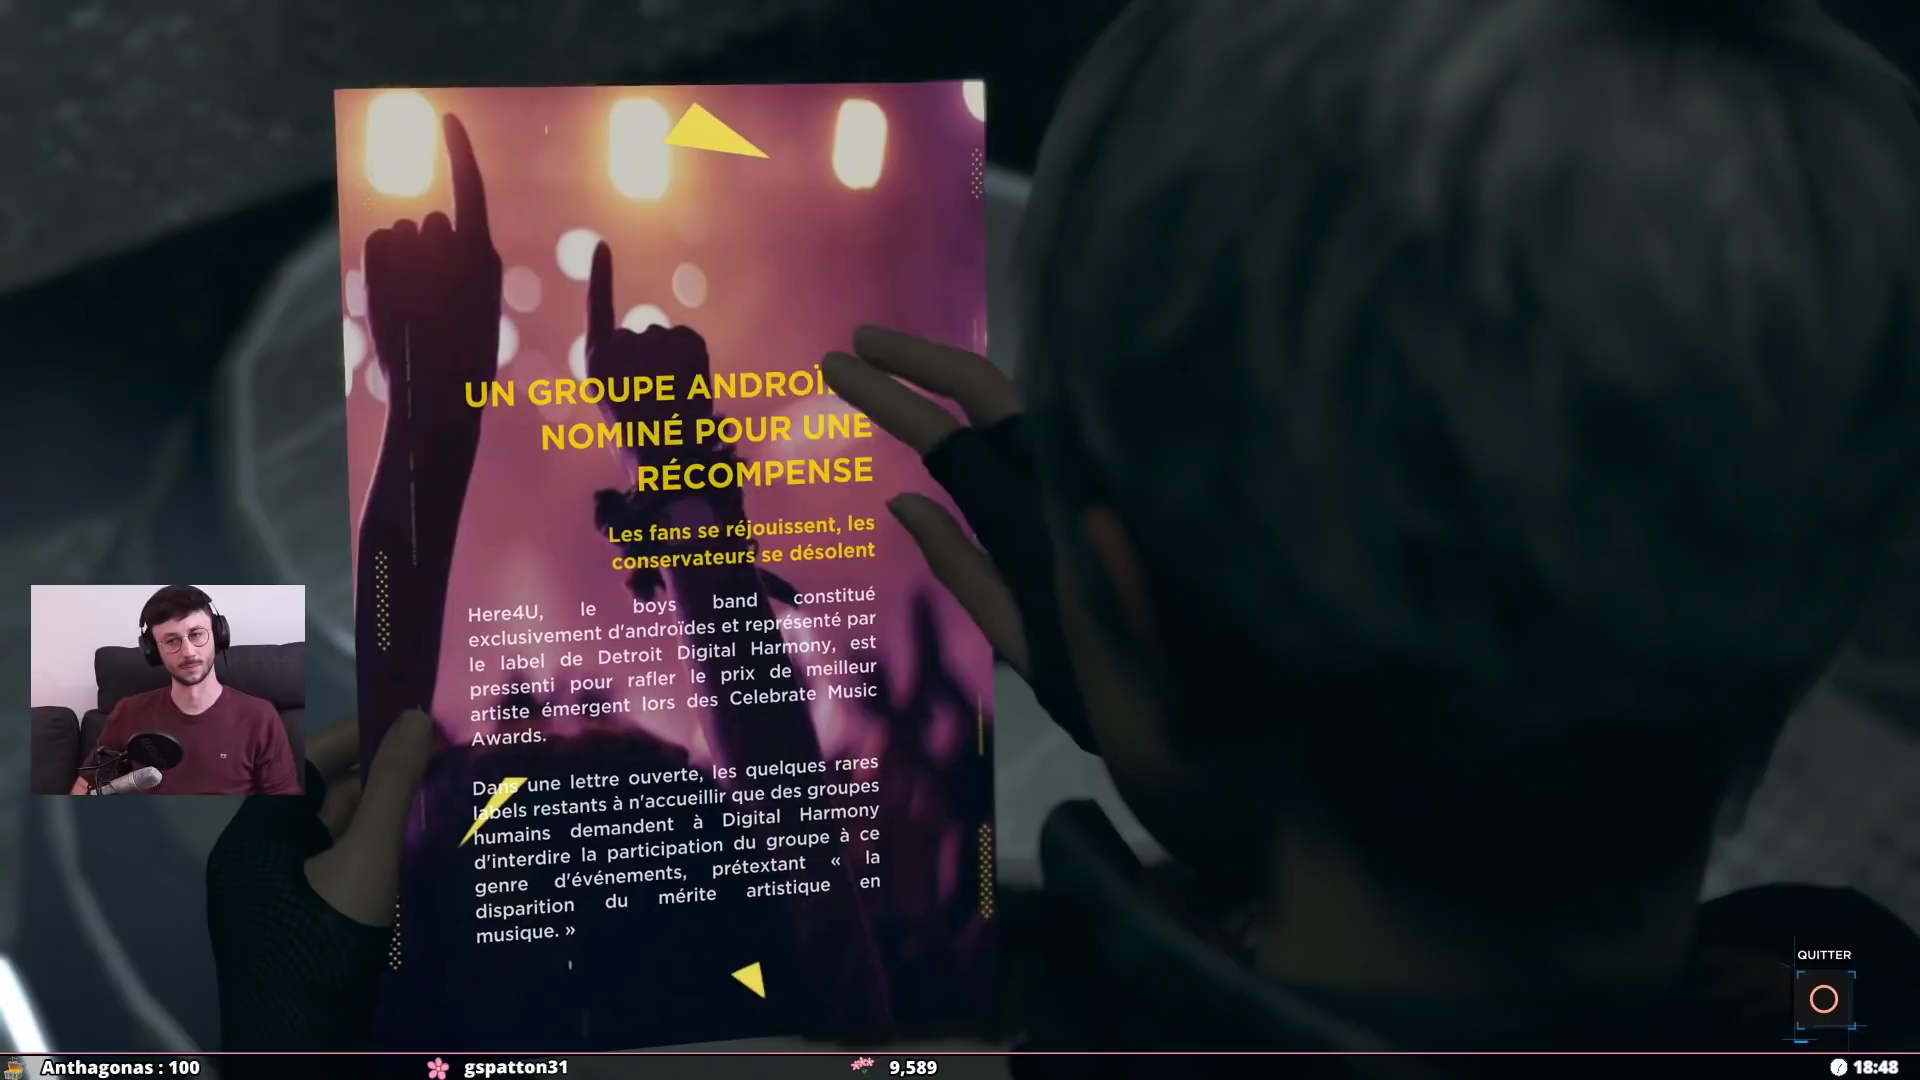 UN GROUPE
NOMINÉ POUR UNE
RÉCOMPENSE
Les fans se réjouissent, les
conservateurs se désolent
Here4U, le boys band constitué
exclusivement d'androïdes et représenté par
le label de Detroit Digital Harmony, est
pressenti pour rafler le prix de meilleur
artiste émergent lors des Celebrate Music
Awards.
Dans une lettre ouverte, les quelques rares
labels restants à n'accueillir que des groupes
humains demandent à Digital Harmony
d'interdire la participation du groupe à ce
genre d'événements, prétextant « la
disparition du mérite artistique en
musique. »
QUITTER
Anthagonas : 100
gspatton31
9,589
18:48